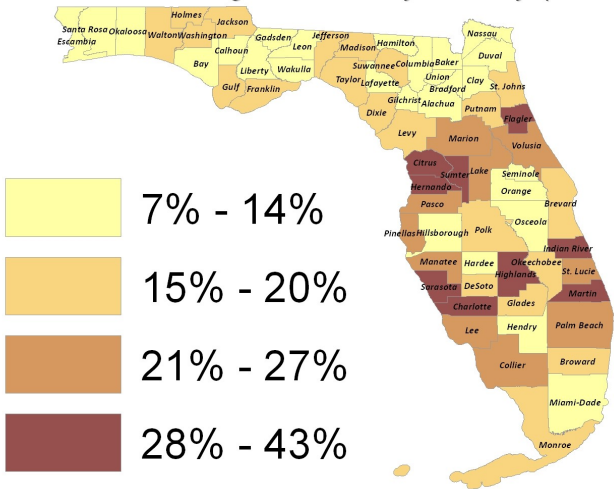 Holmes
Jackson
Santa Rosa
Okaloosa
Walton
Washington
Escambia
Calhoun
Bay
Gadsden
Leon
Liberty
Wakulla
Gulf
Franklin
Jefferson
Madison
Hamilton
Taylor
Suwannee
Lafayette
Columbia
Baker
Nassau
Duval
Union
Bradford
Clay
St. Johns
Gilchrist
Alachua
Putnam
Dixie
Levy
Flagler
Marion
Volusia
Citrus
Sumter
Lake
Hernando
Seminole
Orange
Pasco
Brevard
Pinellas
Hillsborough
Polk
Osceola
Indian River
Manatee
Hardee
Okeechobee
Highlands
St. Lucie
Sarasota
DeSoto
Martin
Charlotte
Glades
Lee
Hendry
Palm Beach
Collier
Broward
Miami-Dade
Monroe
7% - 14%
15% - 20%
21% - 27%
28% - 43%